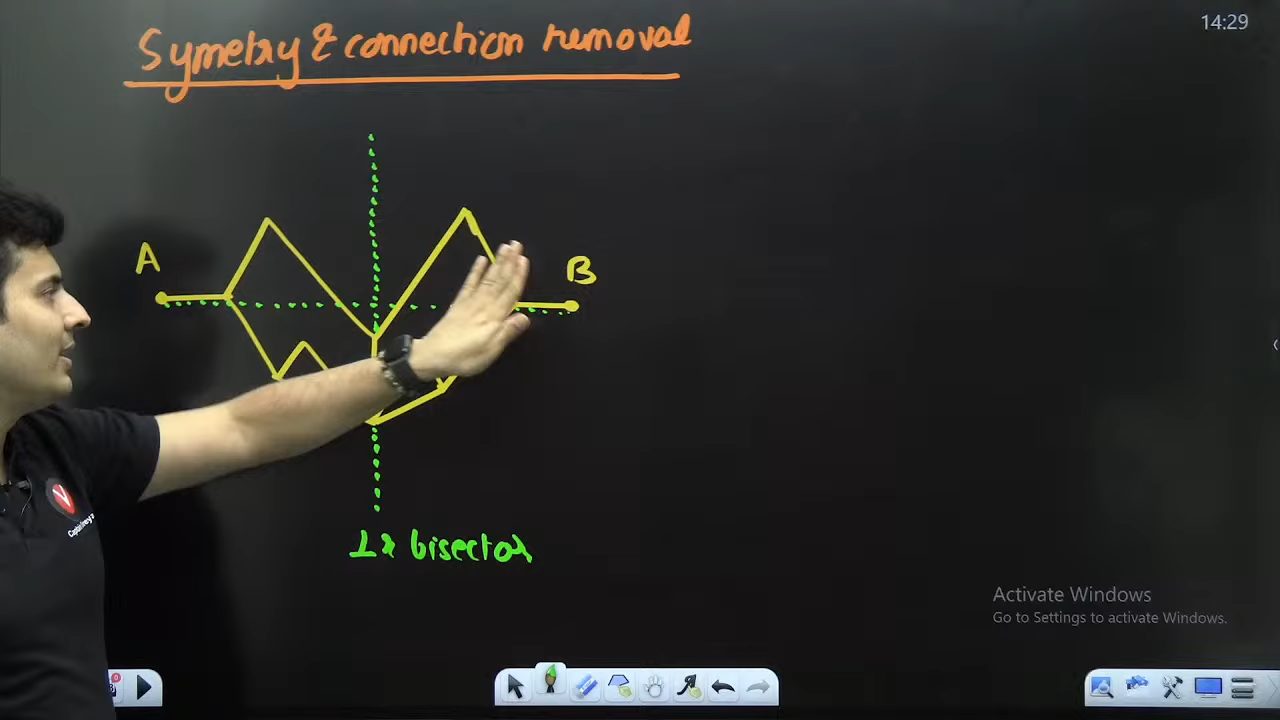 Symetry & connection removal
14:29
A
B
⊥r bisector
Activate Windows
Go to Settings to activate Windows.